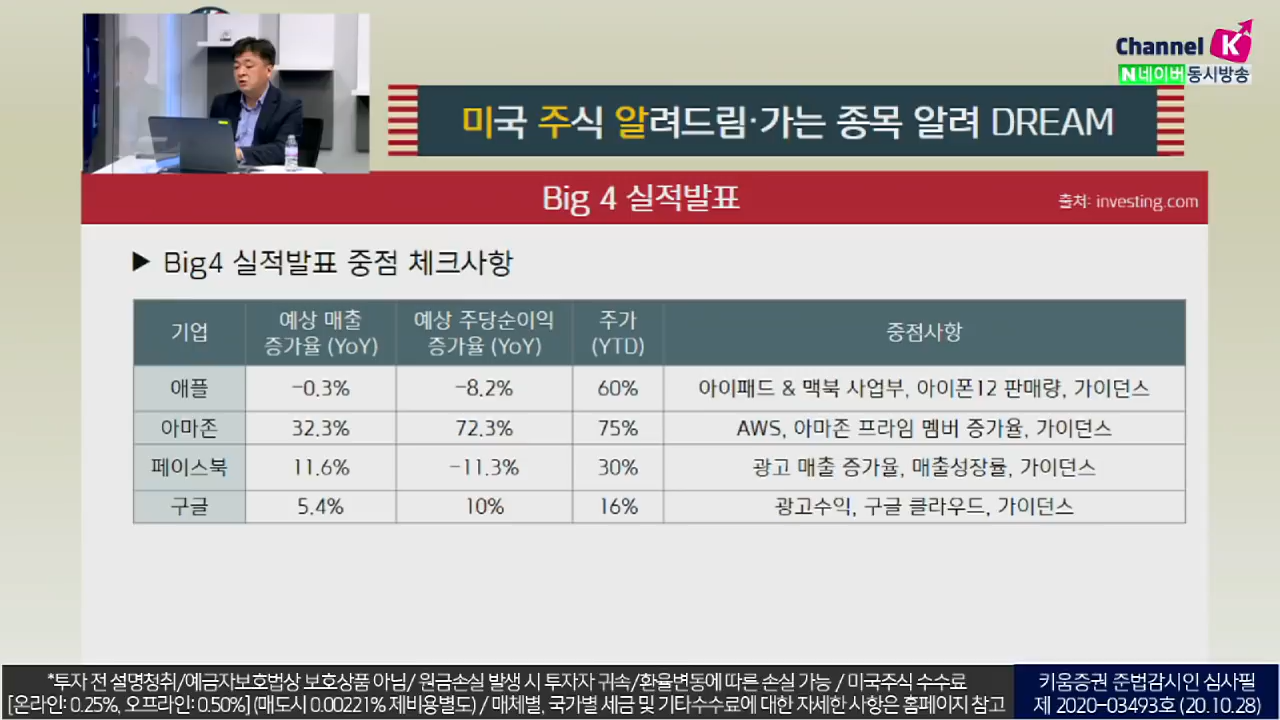 Channel K
N네이버 동시방송
미국 주식 알려드림·가는 종목 알려 DREAM
Big 4 실적발표
출처: investing.com
▶ Big4 실적발표 중점 체크사항
기업 예상 매출 증가율 (YoY) 예상 주당순이익 증가율 (YoY) 주가 (YTD) 중점사항
애플 -0.3% -8.2% 60% 아이패드 & 맥북 사업부, 아이폰12 판매량, 가이던스
아마존 32.3% 72.3% 75% AWS, 아마존 프라임 멤버 증가율, 가이던스
페이스북 11.6% -11.3% 30% 광고 매출 증가율, 매출성장률, 가이던스
구글 5.4% 10% 16% 광고수익, 구글 클라우드, 가이던스
*투자 전 설명청취/예금자보호법상 보호상품 아님/ 원금손실 발생 시 투자자 귀속/환율변동에 따른 손실 가능 / 미국주식 수수료
[온라인: 0.25%, 오프라인: 0.50%] (매도시 0.00221% 제비용별도) / 매체별, 국가별 세금 및 기타수수료에 대한 자세한 사항은 홈페이지 참고
키움증권 준법감시인 심사필
제 2020-03493호 (20.10.28)